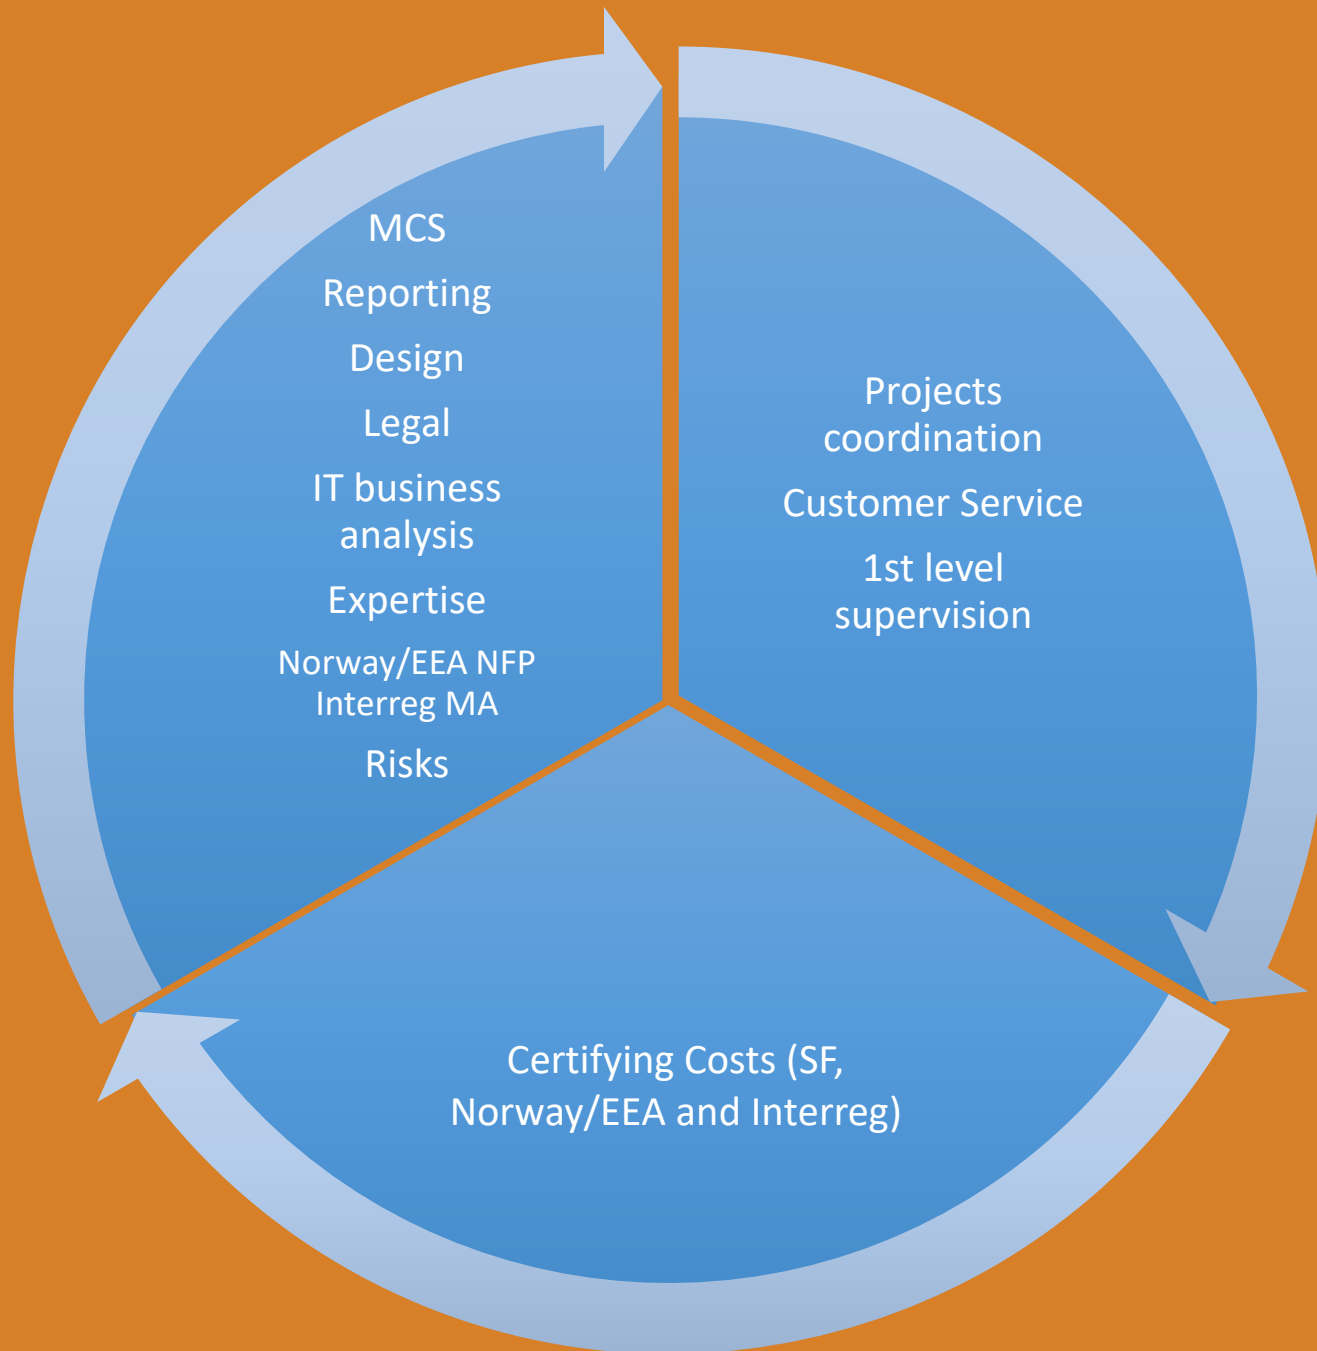 MCS
Reporting
Design
Legal
IT business
analysis
Expertise
Norway/EEA NFP
Interreg MA
Risks
Projects
coordination
Customer Service
1st level
supervision
Certifying Costs (SF,
Norway/EEA and Interreg)